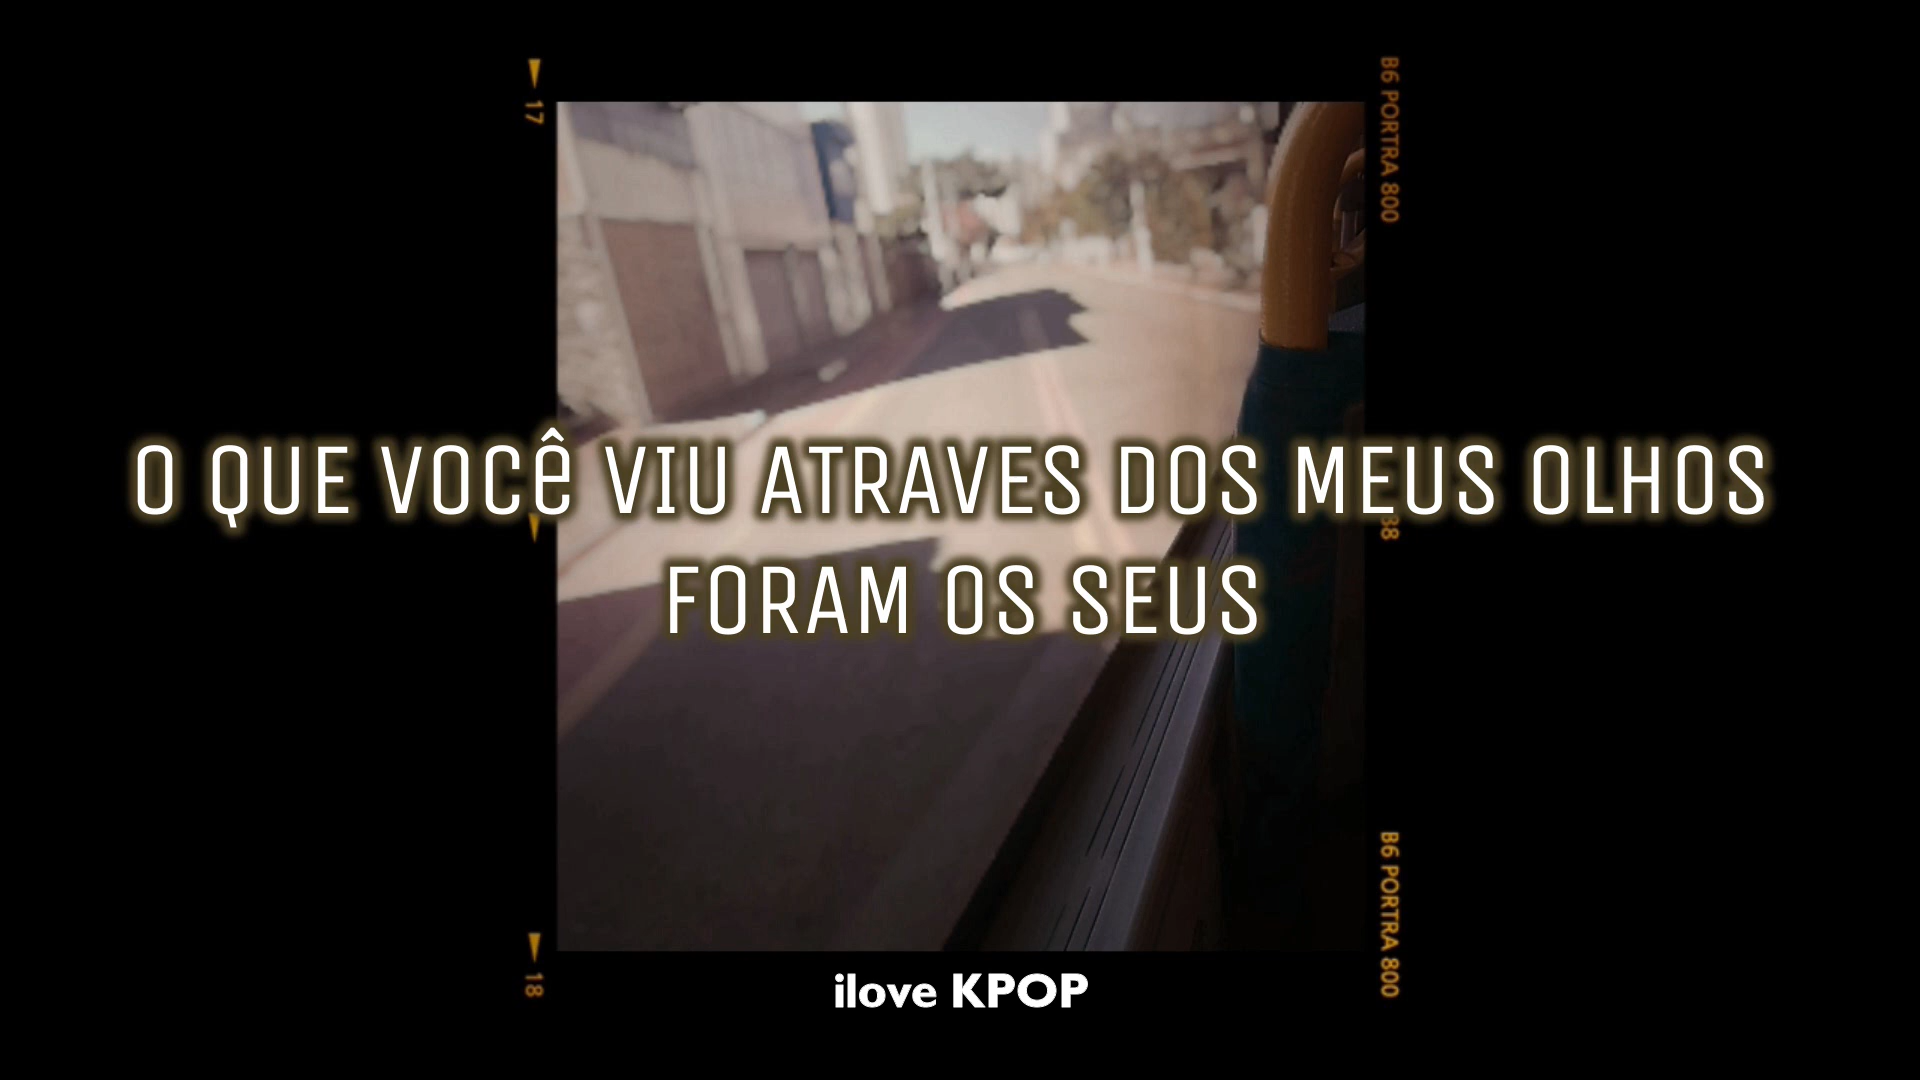 17
B6 PORTRA 800
O QUE VOCÊ VIU ATRAVES DOS MEUS OLHOS
FORAM OS SEUS
18
B6 PORTRA 800
ilove KPOP